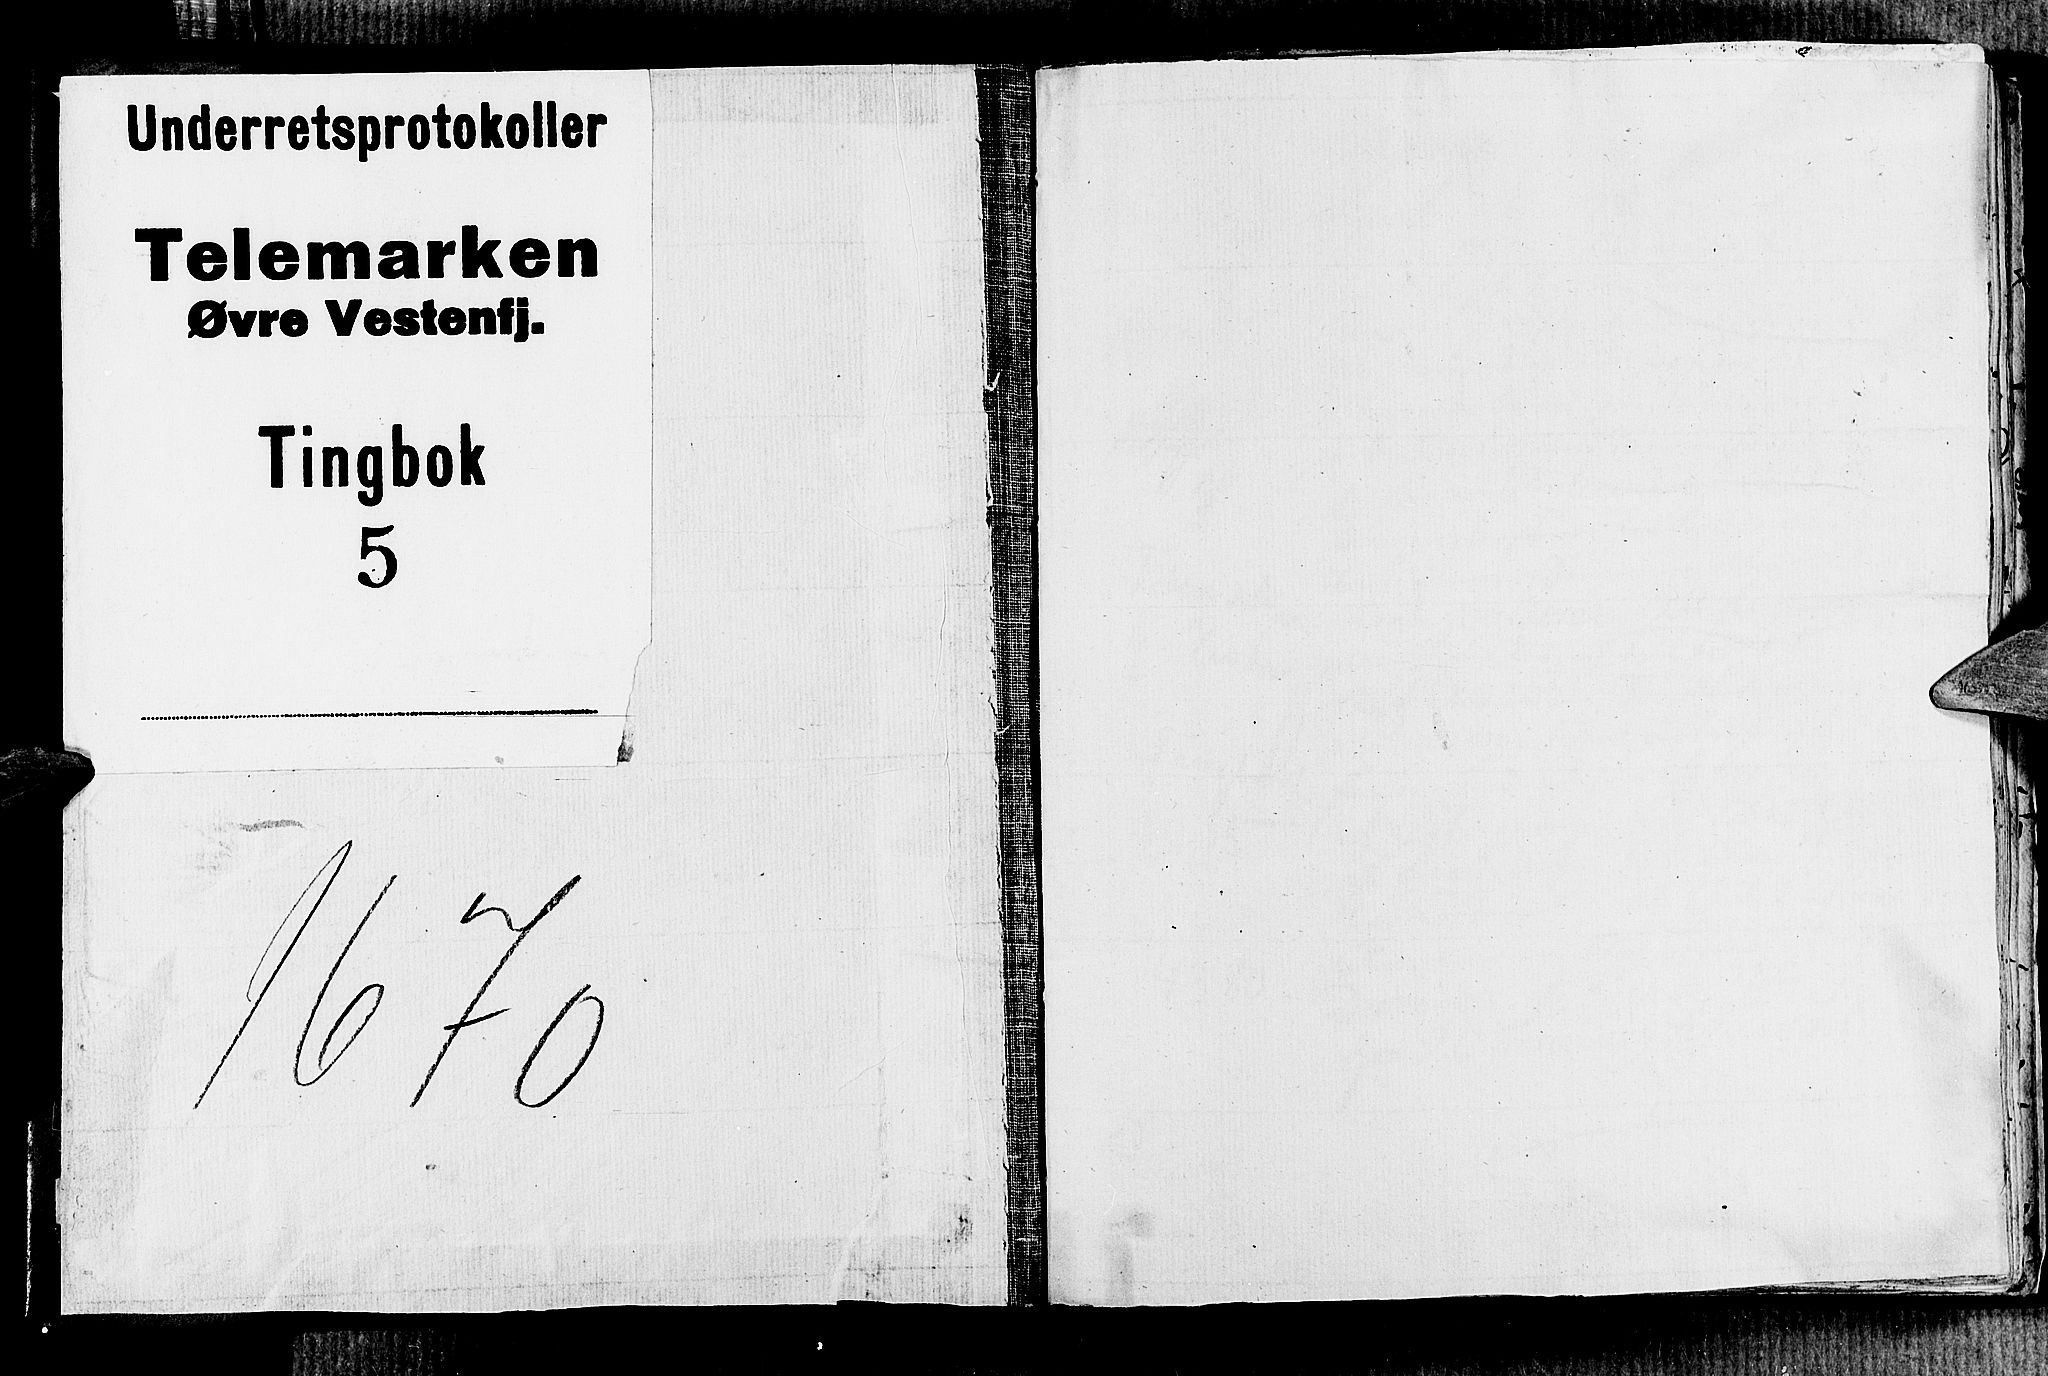 Underretsprotokoller
Telemarken
Øvre Vestenfj.
Tingbok
5
1670